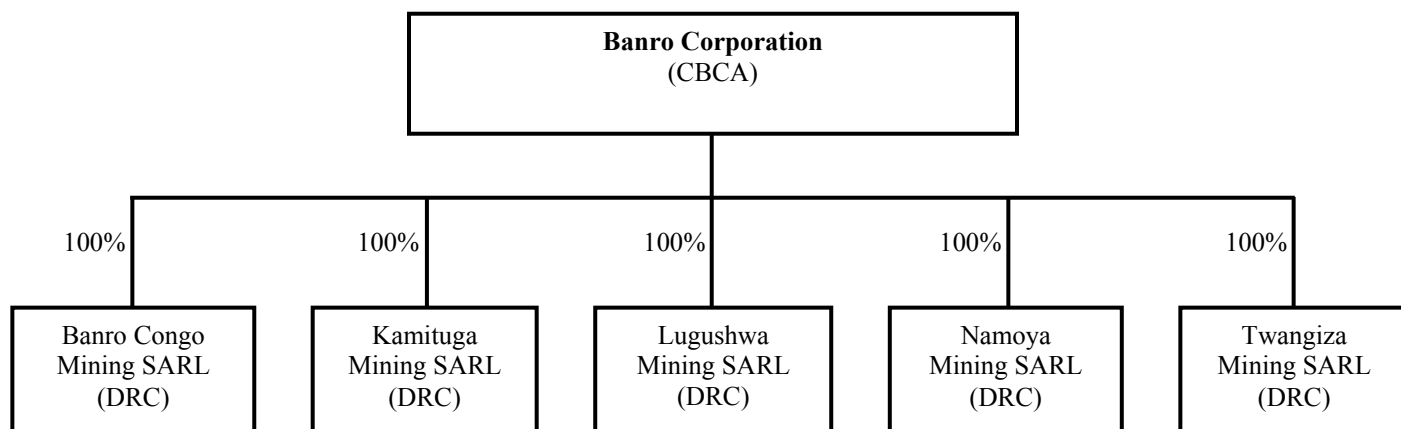 Banro Corporation
(CBCA)
100%
100%
100%
100%
100%
Banro Congo
Mining SARL
(DRC)
Kamituga
Mining SARL
(DRC)
Lugushwa
Mining SARL
(DRC)
Namoya
Mining SARL
(DRC)
Twangiza
Mining SARL
(DRC)